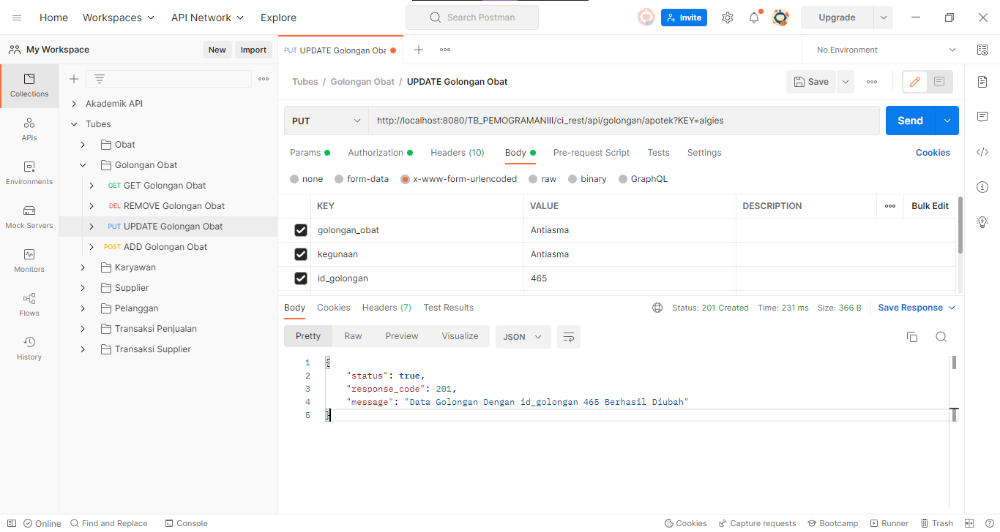 Home Workspaces API Network Explore Search Postman Invite Upgrade
My Workspace New Import PUT UPDATE Golongan Oba No Environment
Collections
APIs
Environments
Mock Servers
Monitors
Flows
History
Akademik API
Tubes
Obat
Golongan Obat
GET GET Golongan Obat
DEL REMOVE Golongan Obat
PUT UPDATE Golongan Obat
POST ADD Golongan Obat
Karyawan
Supplier
Pelanggan
Transaksi Penjualan
Transaksi Supplier
Tubes / Golongan Obat / UPDATE Golongan Obat Save
PUT http://localhost:8080/TB_PEMOGRAMANIII/ci_rest/api/golongan/apotek?KEY=algies Send
Params Authorization Headers (10) Body Pre-request Script Tests Settings Cookies
none form-data x-www-form-urlencoded raw binary GraphQL
KEY VALUE DESCRIPTION Bulk Edit
golongan_obat Antiasma
kegunaan Antiasma
id_golongan 465
Body Cookies Headers (7) Test Results Status: 201 Created Time: 231 ms Size: 366 B Save Response
Pretty Raw Preview Visualize JSON
1 {
2 "status": true,
3 "response_code": 201,
4 "message": "Data Golongan Dengan id_golongan 465 Berhasil Diubah"
5 }
Online Find and Replace Console Cookies Capture requests Bootcamp Runner Trash